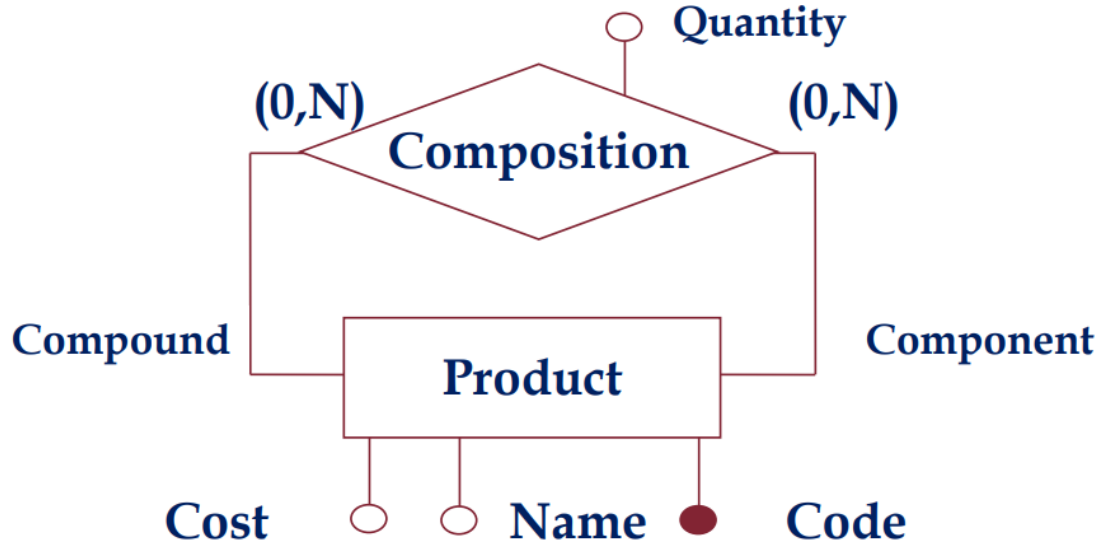 Quantity
(0,N)
(0,N)
Composition
Compound
Component
Product
Cost
Name
Code